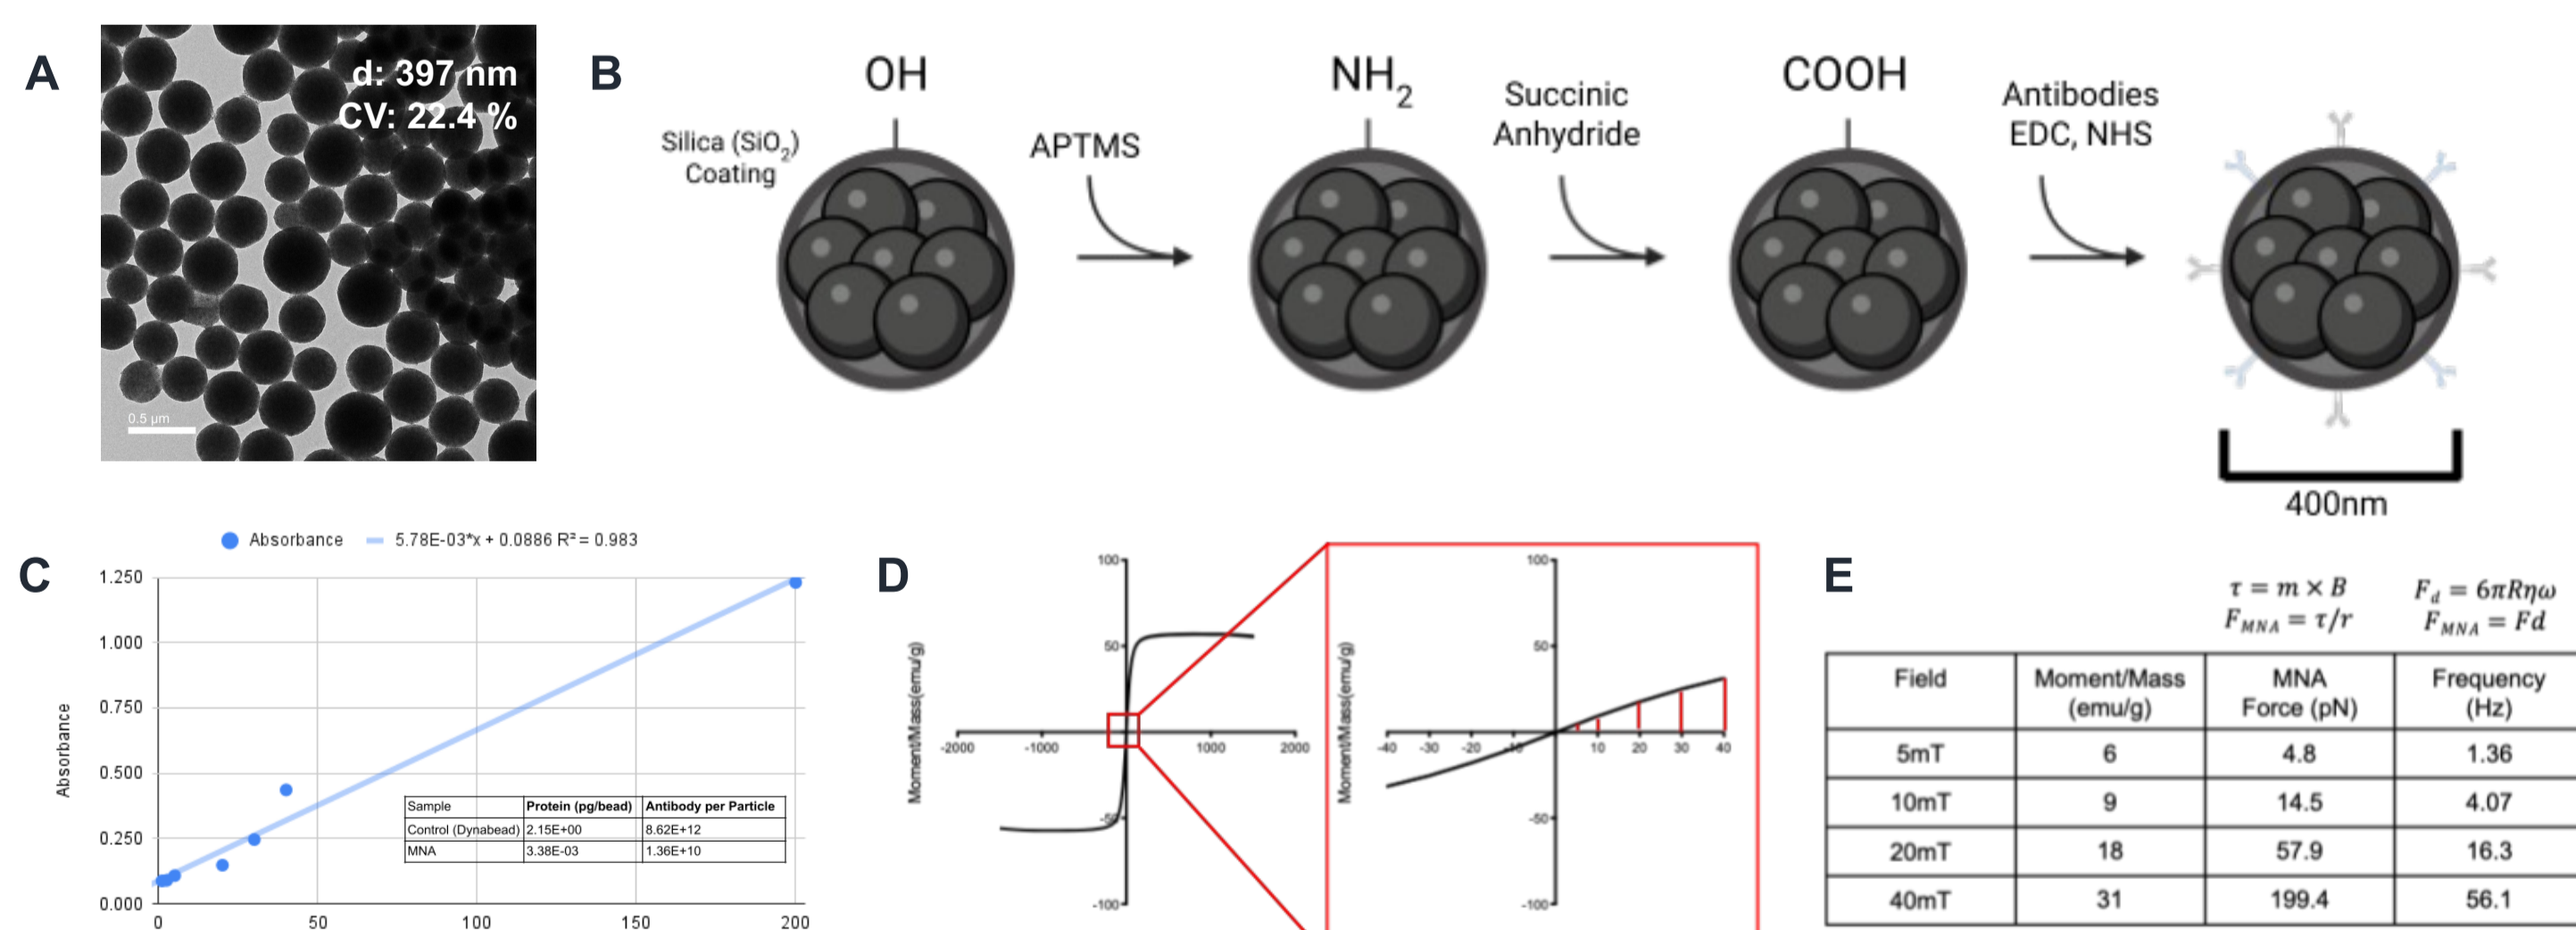 A
d: 397 nm
CV: 22.4 %
0.5 µm
B
OH
Silica (SiO2)
Coating
APTMS
NH2
Succinic
Anhydride
COOH
Antibodies
EDC, NHS
400nm
C
Absorbance
5.78E-03*x + 0.0886 R² = 0.983
Absorbance
1.250
1.000
0.750
0.500
0.250
0.000
0 50 100 150 200
Sample Protein (pg/bead) Antibody per Particle
Control (Dynabead) 2.15E+00 8.62E+12
MNA 3.38E-03 1.36E+10
D
Moment/Mass(emu/g)
100
50
-50
-100
-2000 -1000 1000 2000
Moment/Mass(emu/g)
100
50
-50
-100
-40 -30 -20 -10 10 20 30 40
E
τ = m × B
F_MNA = τ/r
F_d = 6πRηω
F_MNA = Fd
Field Moment/Mass (emu/g) MNA Force (pN) Frequency (Hz)
5mT 6 4.8 1.36
10mT 9 14.5 4.07
20mT 18 57.9 16.3
40mT 31 199.4 56.1